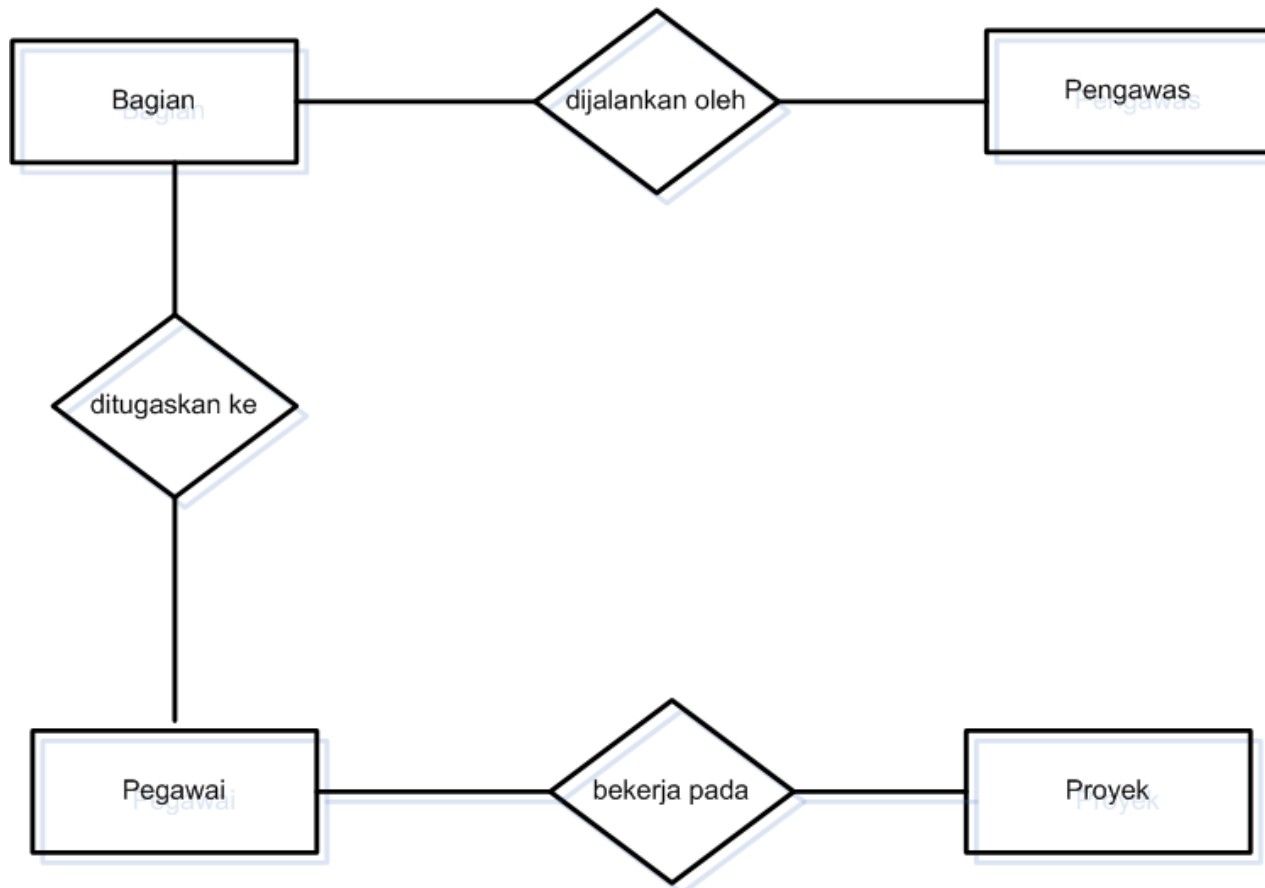 Bagian
dijalankan oleh
Pengawas
ditugaskan ke
Pegawai
bekerja pada
Proyek